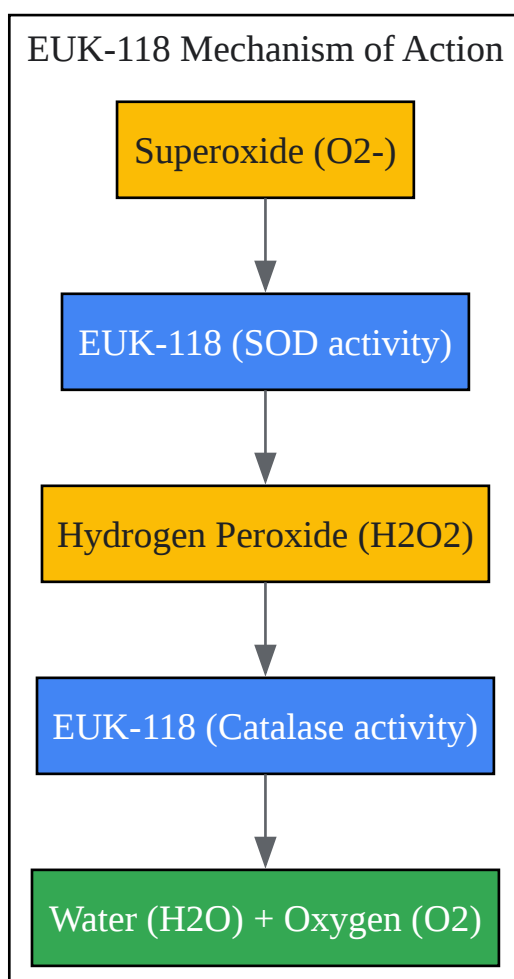 EUK-118 Mechanism of Action
Superoxide (O2-)
EUK-118 (SOD activity)
Hydrogen Peroxide (H2O2)
EUK-118 (Catalase activity)
Water (H2O) + Oxygen (O2)